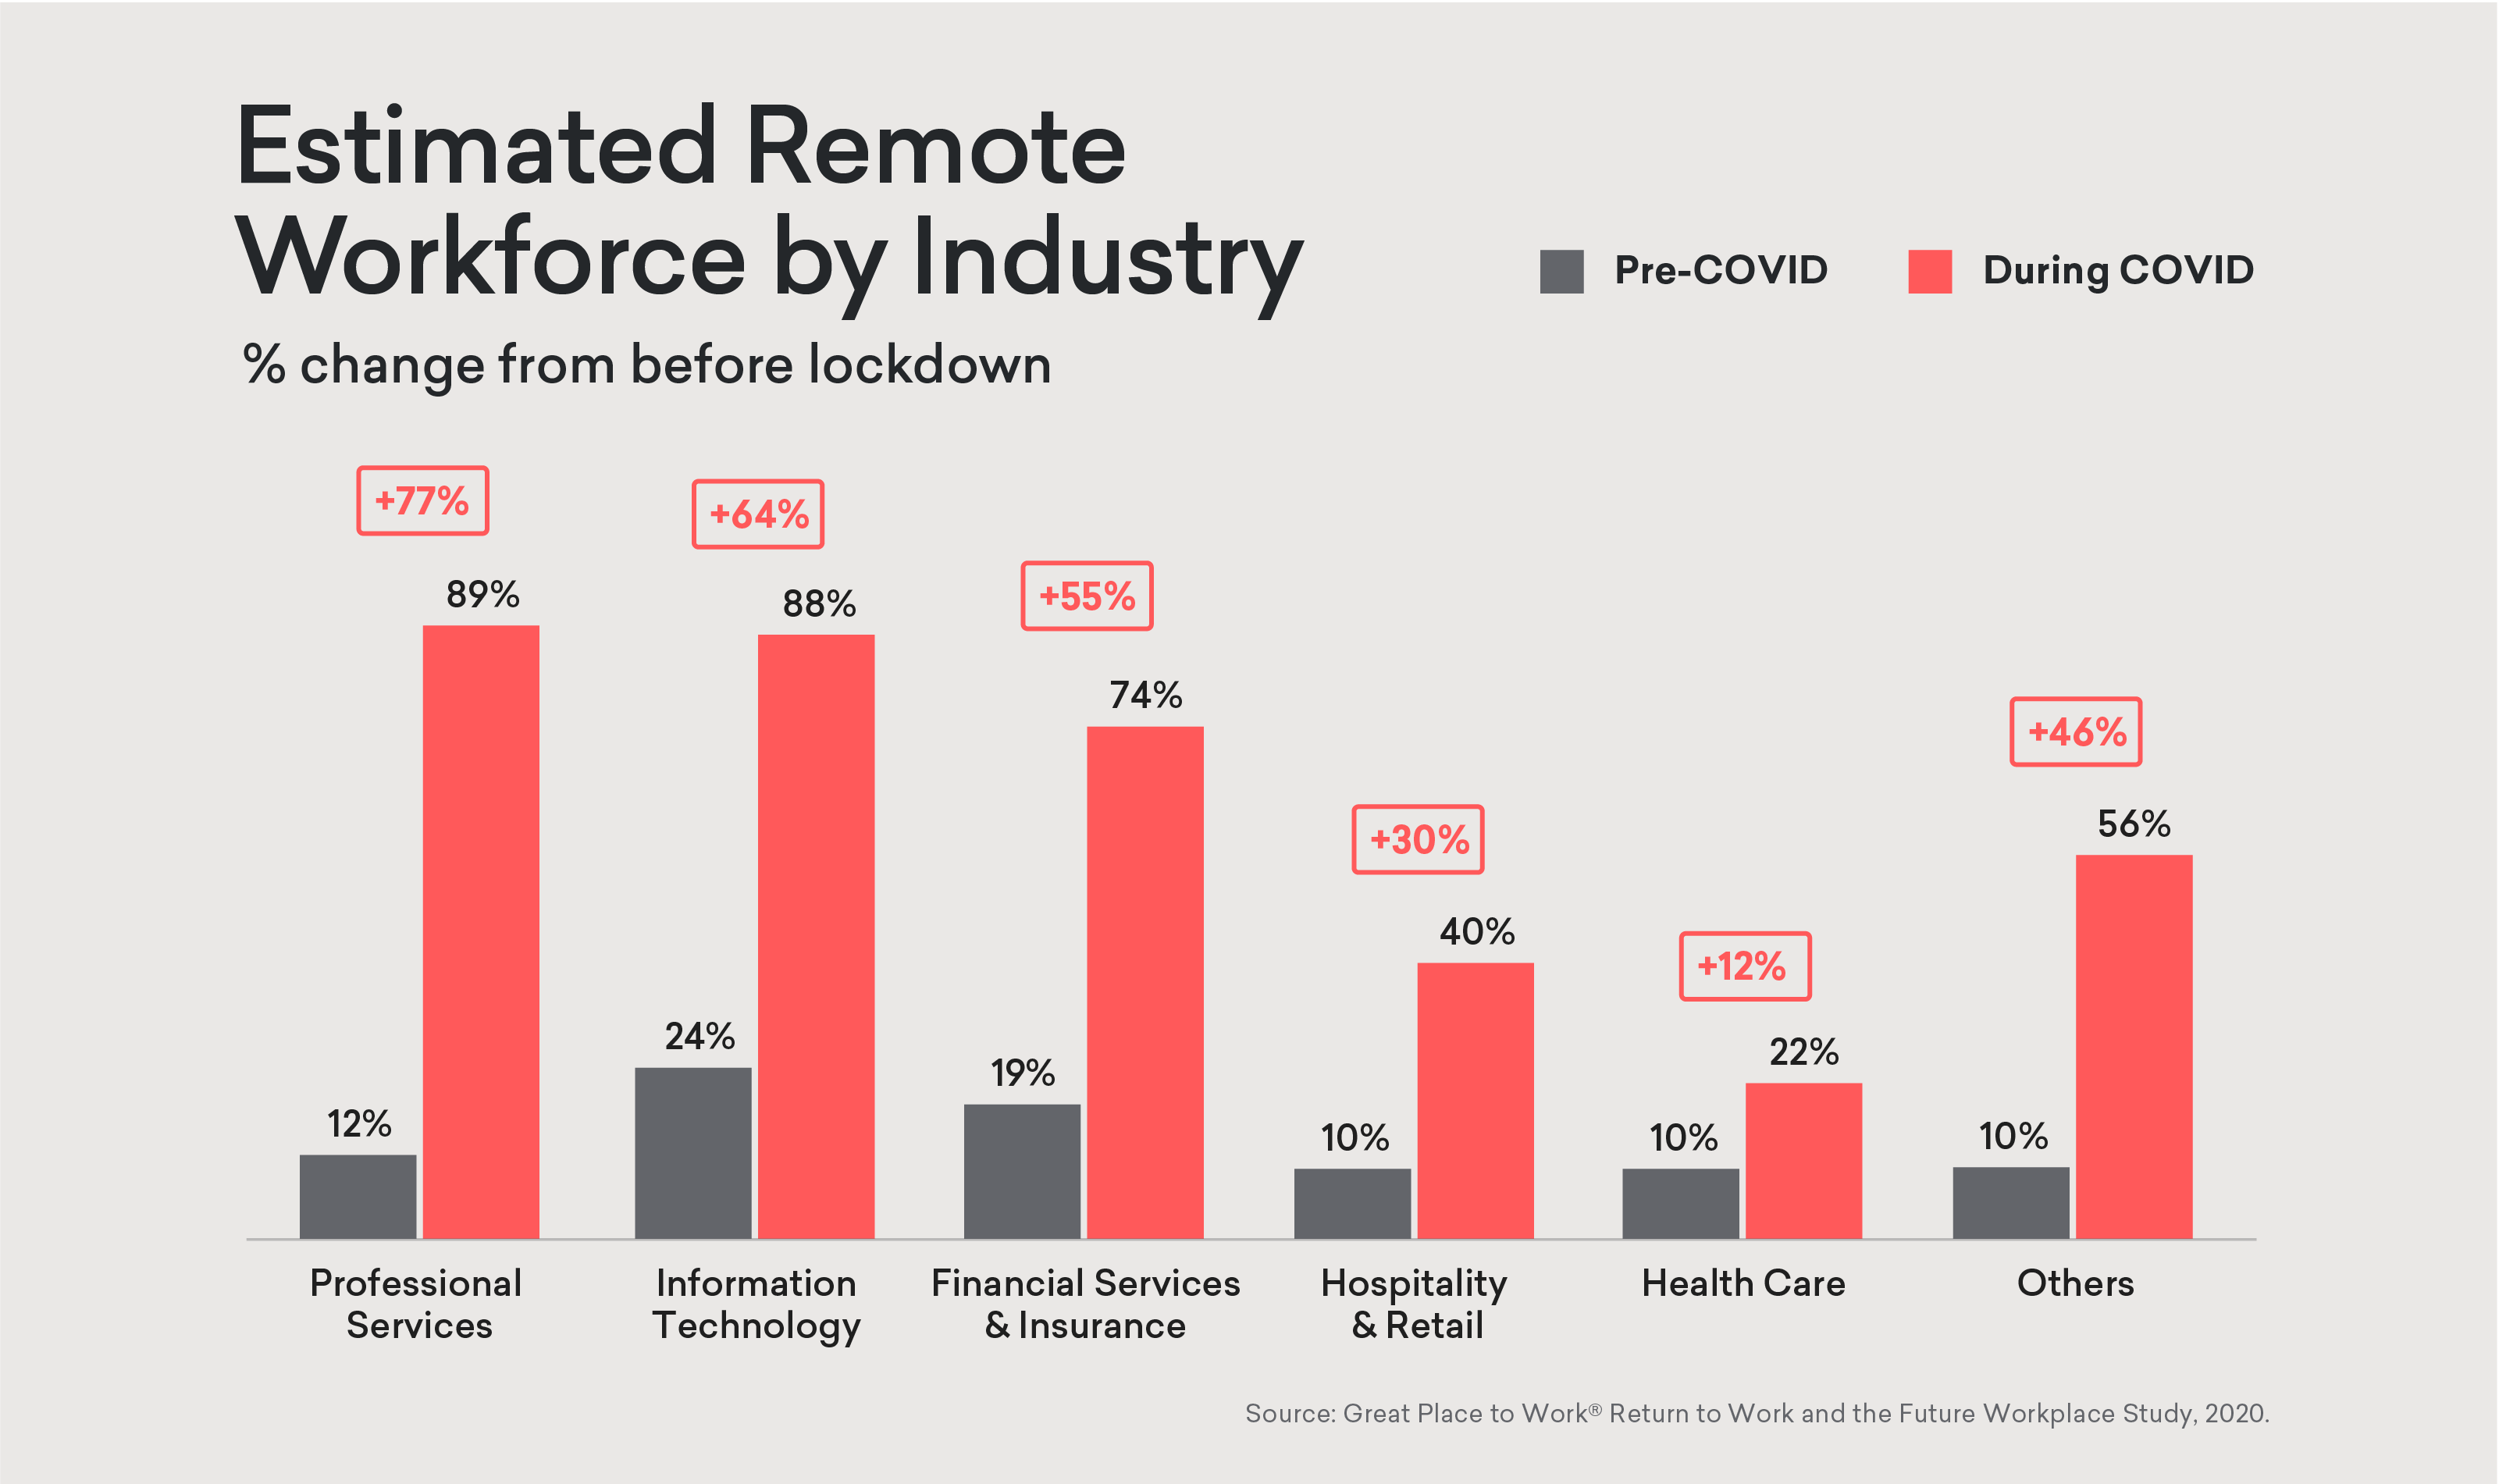 Estimated Remote
Workforce by Industry
% change from before lockdown
Pre-COVID
During COVID
+77%
+64%
+55%
+30%
+12%
+46%
12%
89%
24%
88%
19%
74%
10%
40%
10%
22%
10%
56%
Professional
Services
Information
Technology
Financial Services
& Insurance
Hospitality
& Retail
Health Care
Others
Source: Great Place to Work® Return to Work and the Future Workplace Study, 2020.